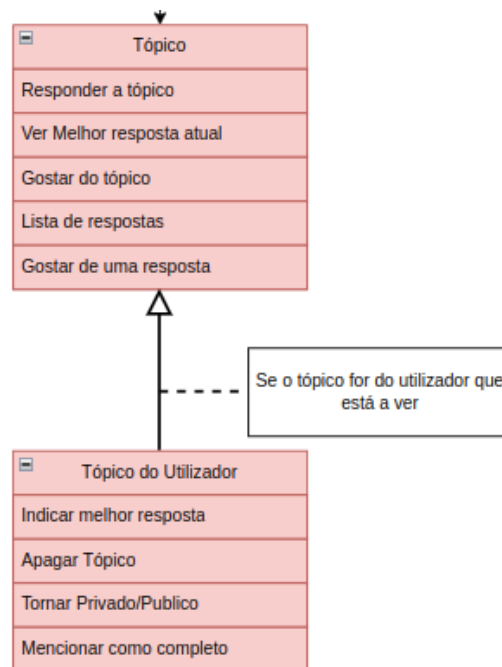 Tópico
Responder a tópico
Ver Melhor resposta atual
Gostar do tópico
Lista de respostas
Gostar de uma resposta
Se o tópico for do utilizador que
está a ver
Tópico do Utilizador
Indicar melhor resposta
Apagar Tópico
Tornar Privado/Publico
Mencionar como completo